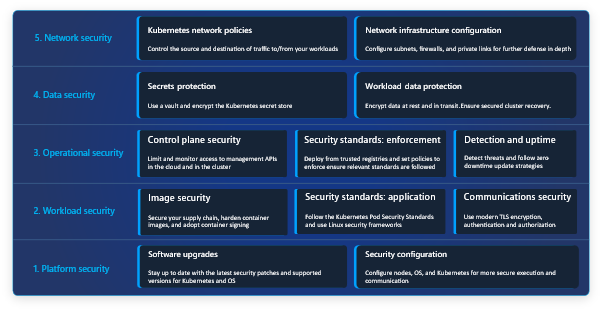 5. Network security
Kubernetes network policies
Control the source and destination of traffic to/from your workloads
Network infrastructure configuration
Configure subnets, firewalls, and private links for further defense in depth
4. Data security
Secrets protection
Use a vault and encrypt the Kubernetes secret store
Workload data protection
Encrypt data at rest and in transit.Ensure secured cluster recovery.
3. Operational security
Control plane security
Limit and monitor access to management APIs
in the cloud and in the cluster
Security standards: enforcement
Deploy from trusted registries and set policies to
enforce ensure relevant standards are followed
Detection and uptime
Detect threats and follow zero-
downtime update strategies
2. Workload security
Image security
Secure your supply chain, harden container
images, and adopt container signing
Security standards: application
Follow the Kubernetes Pod Security Standards
and use Linux security frameworks
Communications security
Use modern TLS encryption,
authentication and authorization
1. Platform security
Software upgrades
Stay up to date with the latest security patches and supported
versions for Kubernetes and OS
Security configuration
Configure nodes, OS, and Kubernetes for more secure execution and
communication